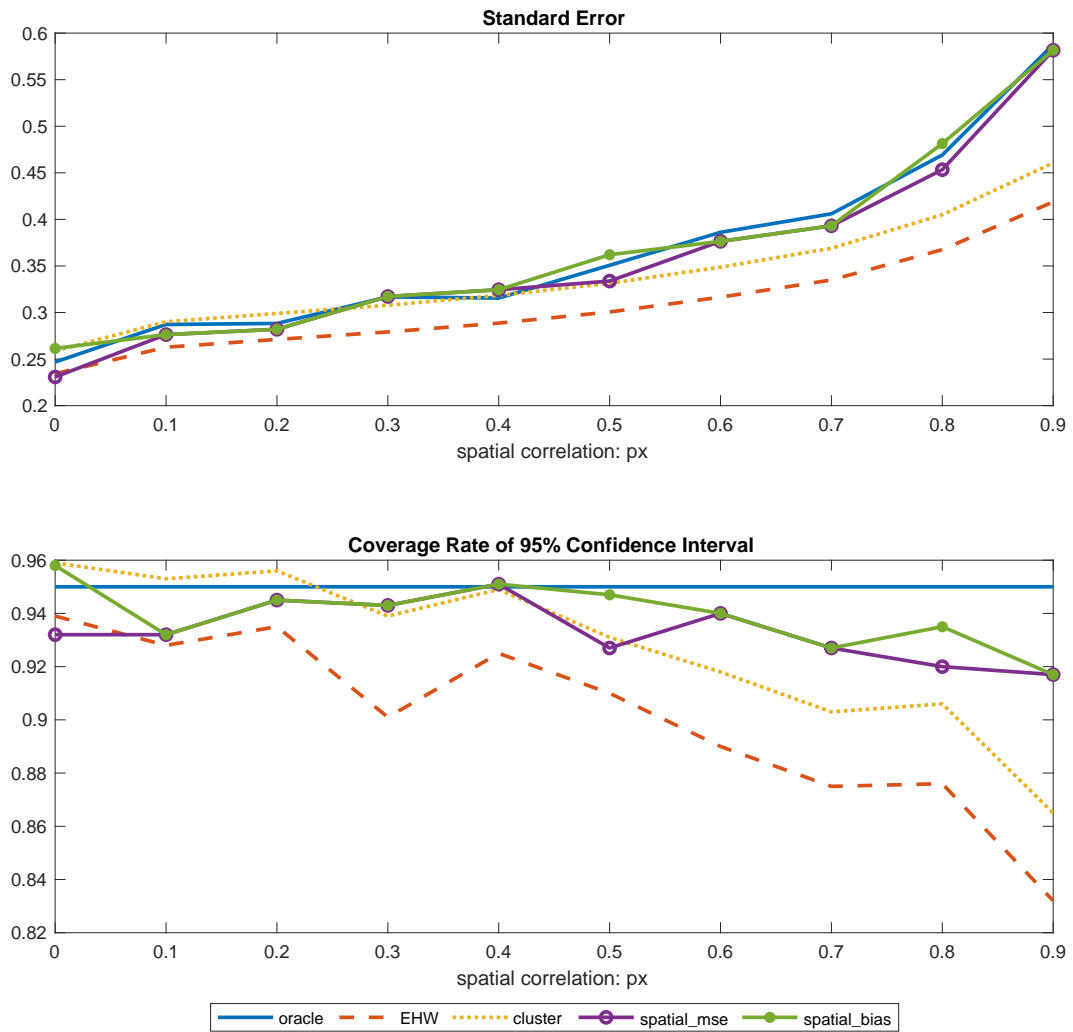 Standard Error
0.6
0.55
0.5
0.45
0.4
0.35
0.3
0.25
0.2
0 0.1 0.2 0.3 0.4 0.5 0.6 0.7 0.8 0.9
spatial correlation: px
Coverage Rate of 95% Confidence Interval
0.96
0.94
0.92
0.9
0.88
0.86
0.84
0.82
0 0.1 0.2 0.3 0.4 0.5 0.6 0.7 0.8 0.9
spatial correlation: px
oracle EHW cluster spatial_mse spatial_bias